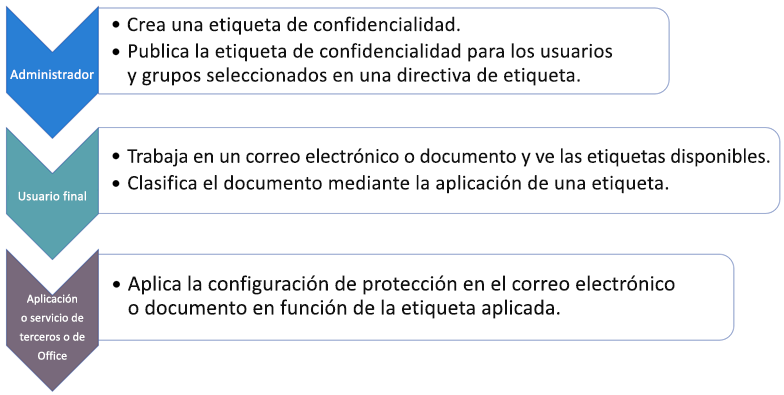 Administrador
• Crea una etiqueta de confidencialidad.
• Publica la etiqueta de confidencialidad para los usuarios
y grupos seleccionados en una directiva de etiqueta.
Usuario final
• Trabaja en un correo electrónico o documento y ve las etiquetas disponibles.
• Clasifica el documento mediante la aplicación de una etiqueta.
Aplicación
o servicio de
terceros o de
Office
• Aplica la configuración de protección en el correo electrónico
o documento en función de la etiqueta aplicada.